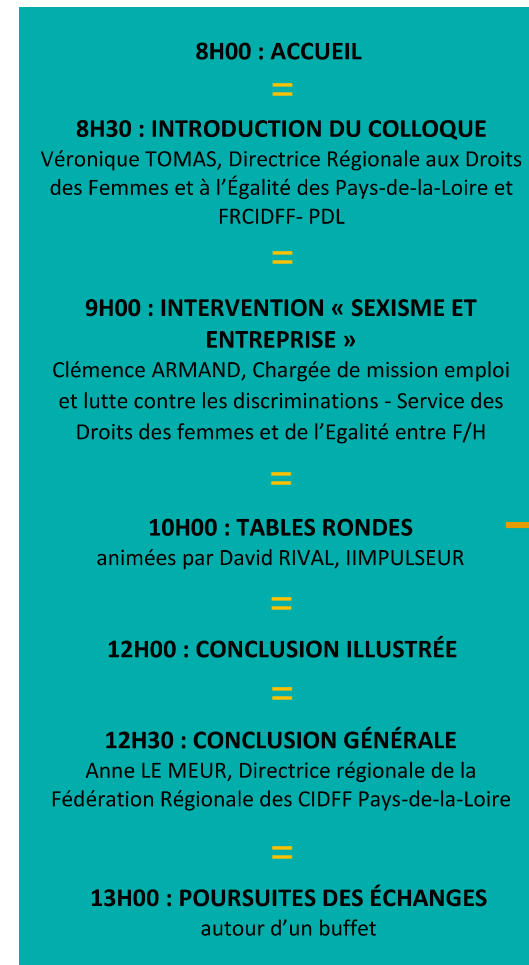 8H00 : ACCUEIL
=
8H30 : INTRODUCTION DU COLLOQUE
Véronique TOMAS, Directrice Régionale aux Droits
des Femmes et à l'Égalité des Pays-de-la-Loire et
FRCIDFF- PDL
=
9H00 : INTERVENTION « SEXISME ET
ENTREPRISE »
Clémence ARMAND, Chargée de mission emploi
et lutte contre les discriminations - Service des
Droits des femmes et de l'Egalité entre F/H
=
10H00 : TABLES RONDES
animées par David RIVAL, IIMPULSEUR
=
12H00 : CONCLUSION ILLUSTRÉE
=
12H30 : CONCLUSION GÉNÉRALE
Anne LE MEUR, Directrice régionale de la
Fédération Régionale des CIDFF Pays-de-la-Loire
=
13H00 : POURSUITES DES ÉCHANGES
autour d'un buffet